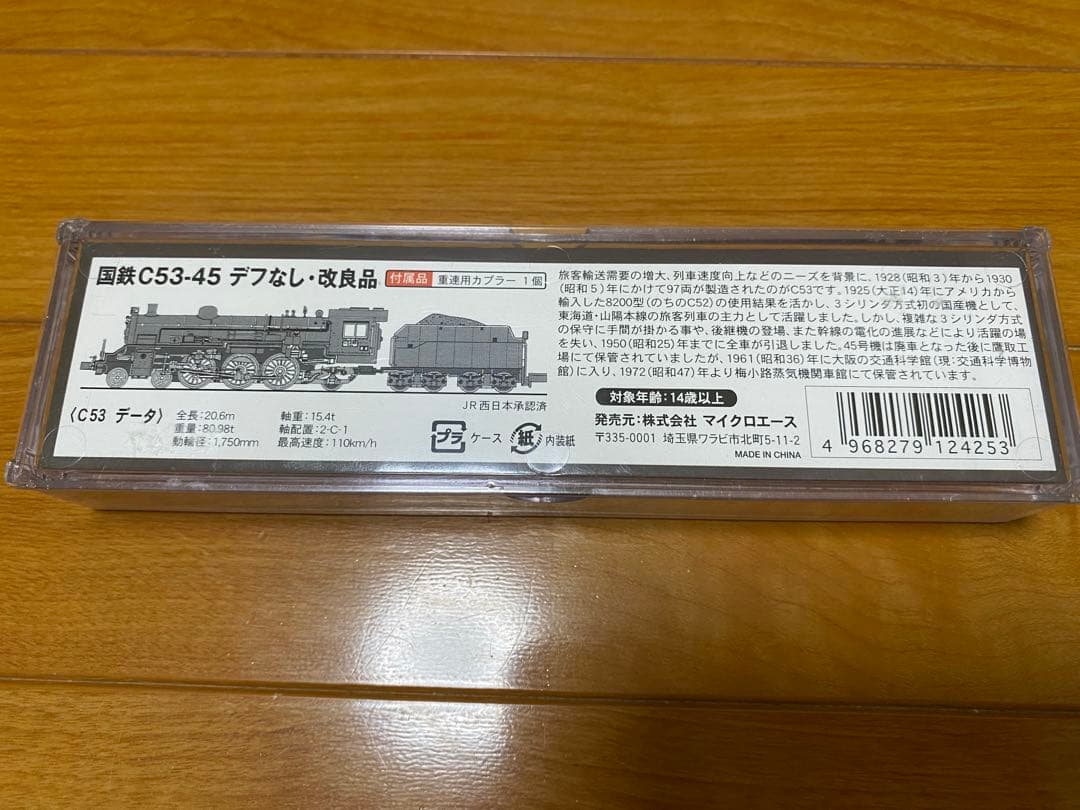 国鉄C53-45 デフなし・改良品 付属品 重連用カプラー 1個
JR西日本承認済
〈C53 データ〉
全長:20.6m 軸重:15.4t
重量:80.98t 軸配置:2-C-1
動輪径:1,750mm 最高速度:110km/h
プラ ケース 紙 内装紙
旅客輸送需要の増大、列車速度向上などのニーズを背景に、1928(昭和3)年から1930
(昭和5)年にかけて97両が製造されたのがC53です。1925(大正14)年にアメリカから
輸入した8200型(のちのC52)の使用結果を活かし、3シリンダ方式初の国産機として、
東海道・山陽本線の旅客列車の主力として活躍しました。しかし、複雑な3シリンダ方式
の保守に手間が掛かる事や、後継機の登場、また幹線の電化の進展などにより活躍の場
を失い、1950(昭和25)年までに全車が引退しました。45号機は廃車となった後に鷹取工
場にて保管されていましたが、1961(昭和36)年に大阪の交通科学館(現:交通科学博物
館)に入り、1972(昭和47)年より梅小路蒸気機関車館にて保管されています。
対象年齢:14歳以上
発売元:株式会社 マイクロエース
〒335-0001 埼玉県ワラビ市北町5-11-2
MADE IN CHINA
4 968279 124253